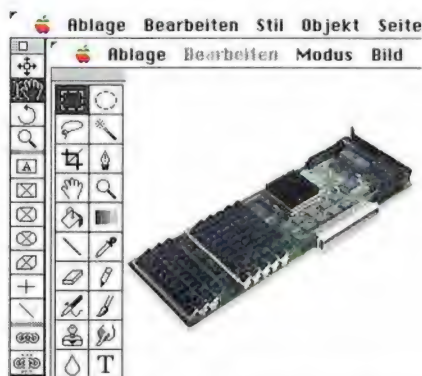 Ablage Bearbeiten Stil Objekt Seite
Ablage Bearbeiten Modus Bild
A
T